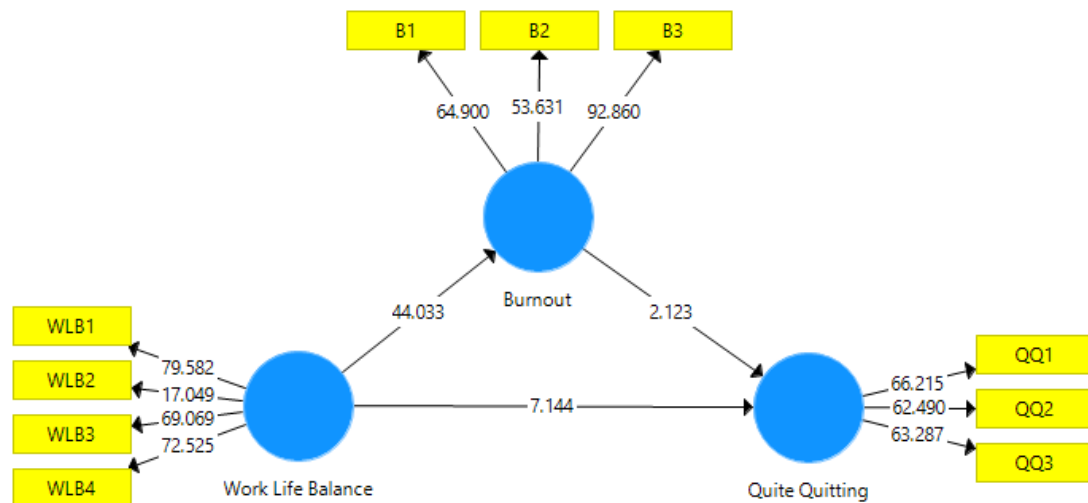 B1
B2
B3
64.900
53.631
92.860
Burnout
44.033
2.123
WLB1
WLB2
WLB3
WLB4
79.582
17.049
69.069
72.525
Work Life Balance
7.144
Quite Quitting
66.215
62.490
63.287
QQ1
QQ2
QQ3